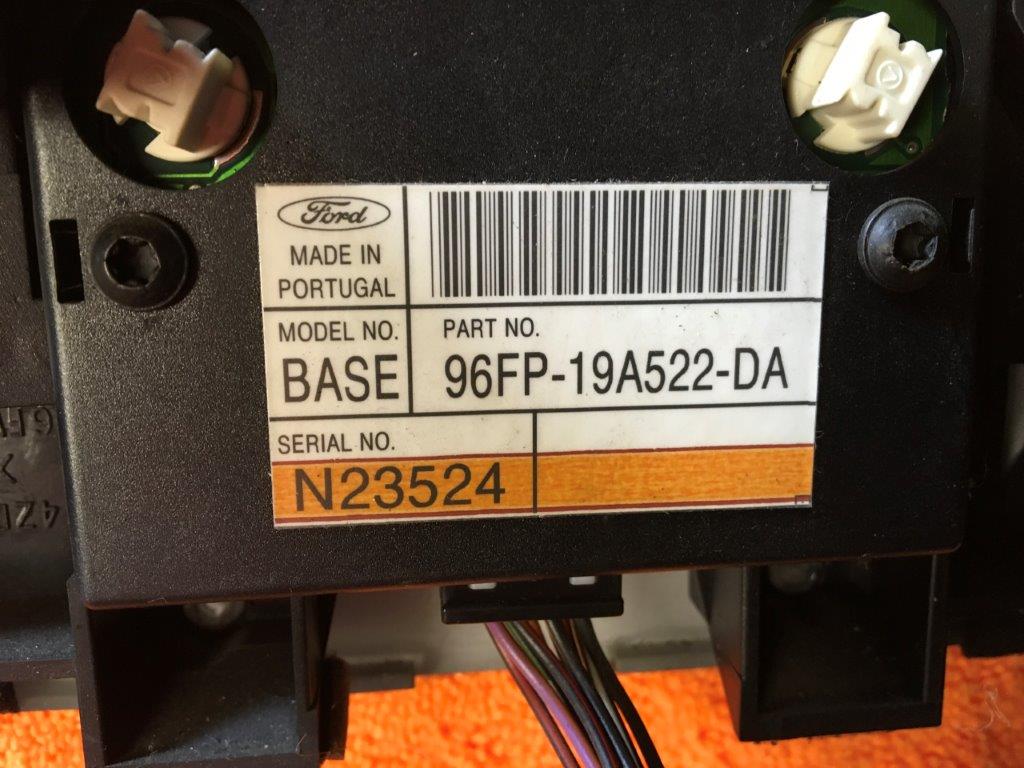 Ford
MADE IN
PORTUGAL
MODEL NO.
BASE
PART NO.
96FP-19A522-DA
SERIAL NO.
N23524